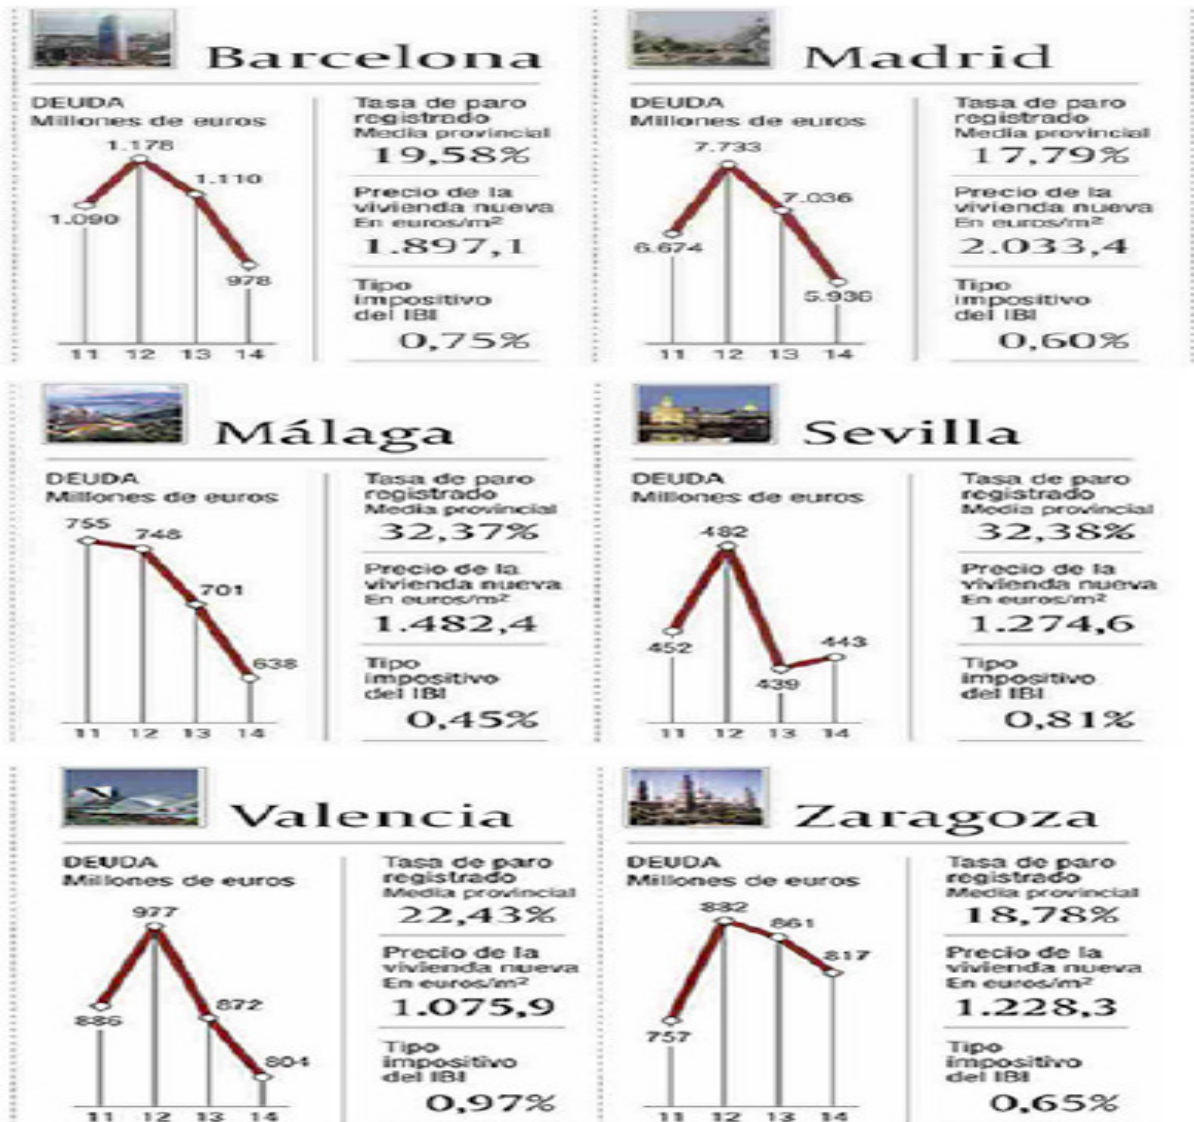 Barcelona
DEUDA
Millones de euros
1.178
1.110
1.090
978
11 12 13 14
Tasa de paro
registrado
Media provincial
19,58%
Precio de la
vivienda nueva
En euros/m²
1.897,1
Tipo
impositivo
del IBI
0,75%
Madrid
DEUDA
Millones de euros
7.733
7.036
6.674
5.936
11 12 13 14
Tasa de paro
registrado
Media provincial
17,79%
Precio de la
vivienda nueva
En euros/m²
2.033,4
Tipo
impositivo
del IBI
0,60%
Málaga
DEUDA
Millones de euros
755
748
701
638
11 12 13 14
Tasa de paro
registrado
Media provincial
32,37%
Precio de la
vivienda nueva
En euros/m²
1.482,4
Tipo
impositivo
del IBI
0,45%
Sevilla
DEUDA
Millones de euros
482
452
443
439
11 12 13 14
Tasa de paro
registrado
Media provincial
32,38%
Precio de la
vivienda nueva
En euros/m²
1.274,6
Tipo
impositivo
del IBI
0,81%
Valencia
DEUDA
Millones de euros
977
886
872
804
11 12 13 14
Tasa de paro
registrado
Media provincial
22,43%
Precio de la
vivienda nueva
En euros/m²
1.075,9
Tipo
impositivo
del IBI
0,97%
Zaragoza
DEUDA
Millones de euros
882
861
817
757
11 12 13 14
Tasa de paro
registrado
Media provincial
18,78%
Precio de la
vivienda nueva
En euros/m²
1.228,3
Tipo
impositivo
del IBI
0,65%